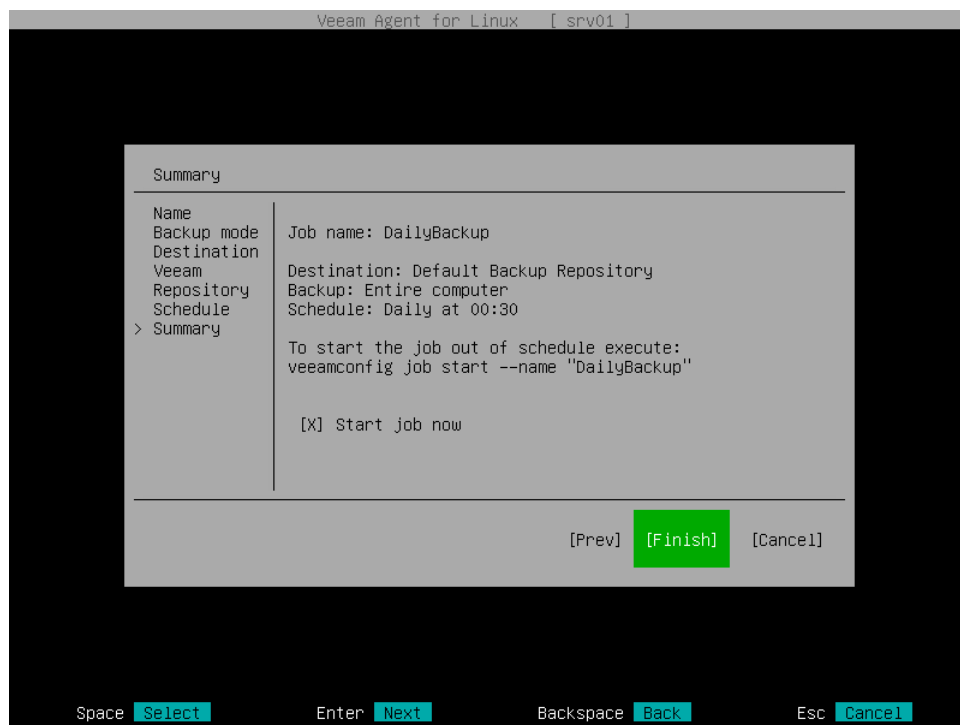 Veeam Agent for Linux [ srv01 ]
Summary
Name
Backup mode
Destination
Veeam
Repository
Schedule
> Summary
Job name: DailyBackup
Destination: Default Backup Repository
Backup: Entire computer
Schedule: Daily at 00:30
To start the job out of schedule execute:
veeamconfig job start --name "DailyBackup"
[X] Start job now
[Prev] [Finish] [Cancel]
Space Select Enter Next Backspace Back Esc Cancel